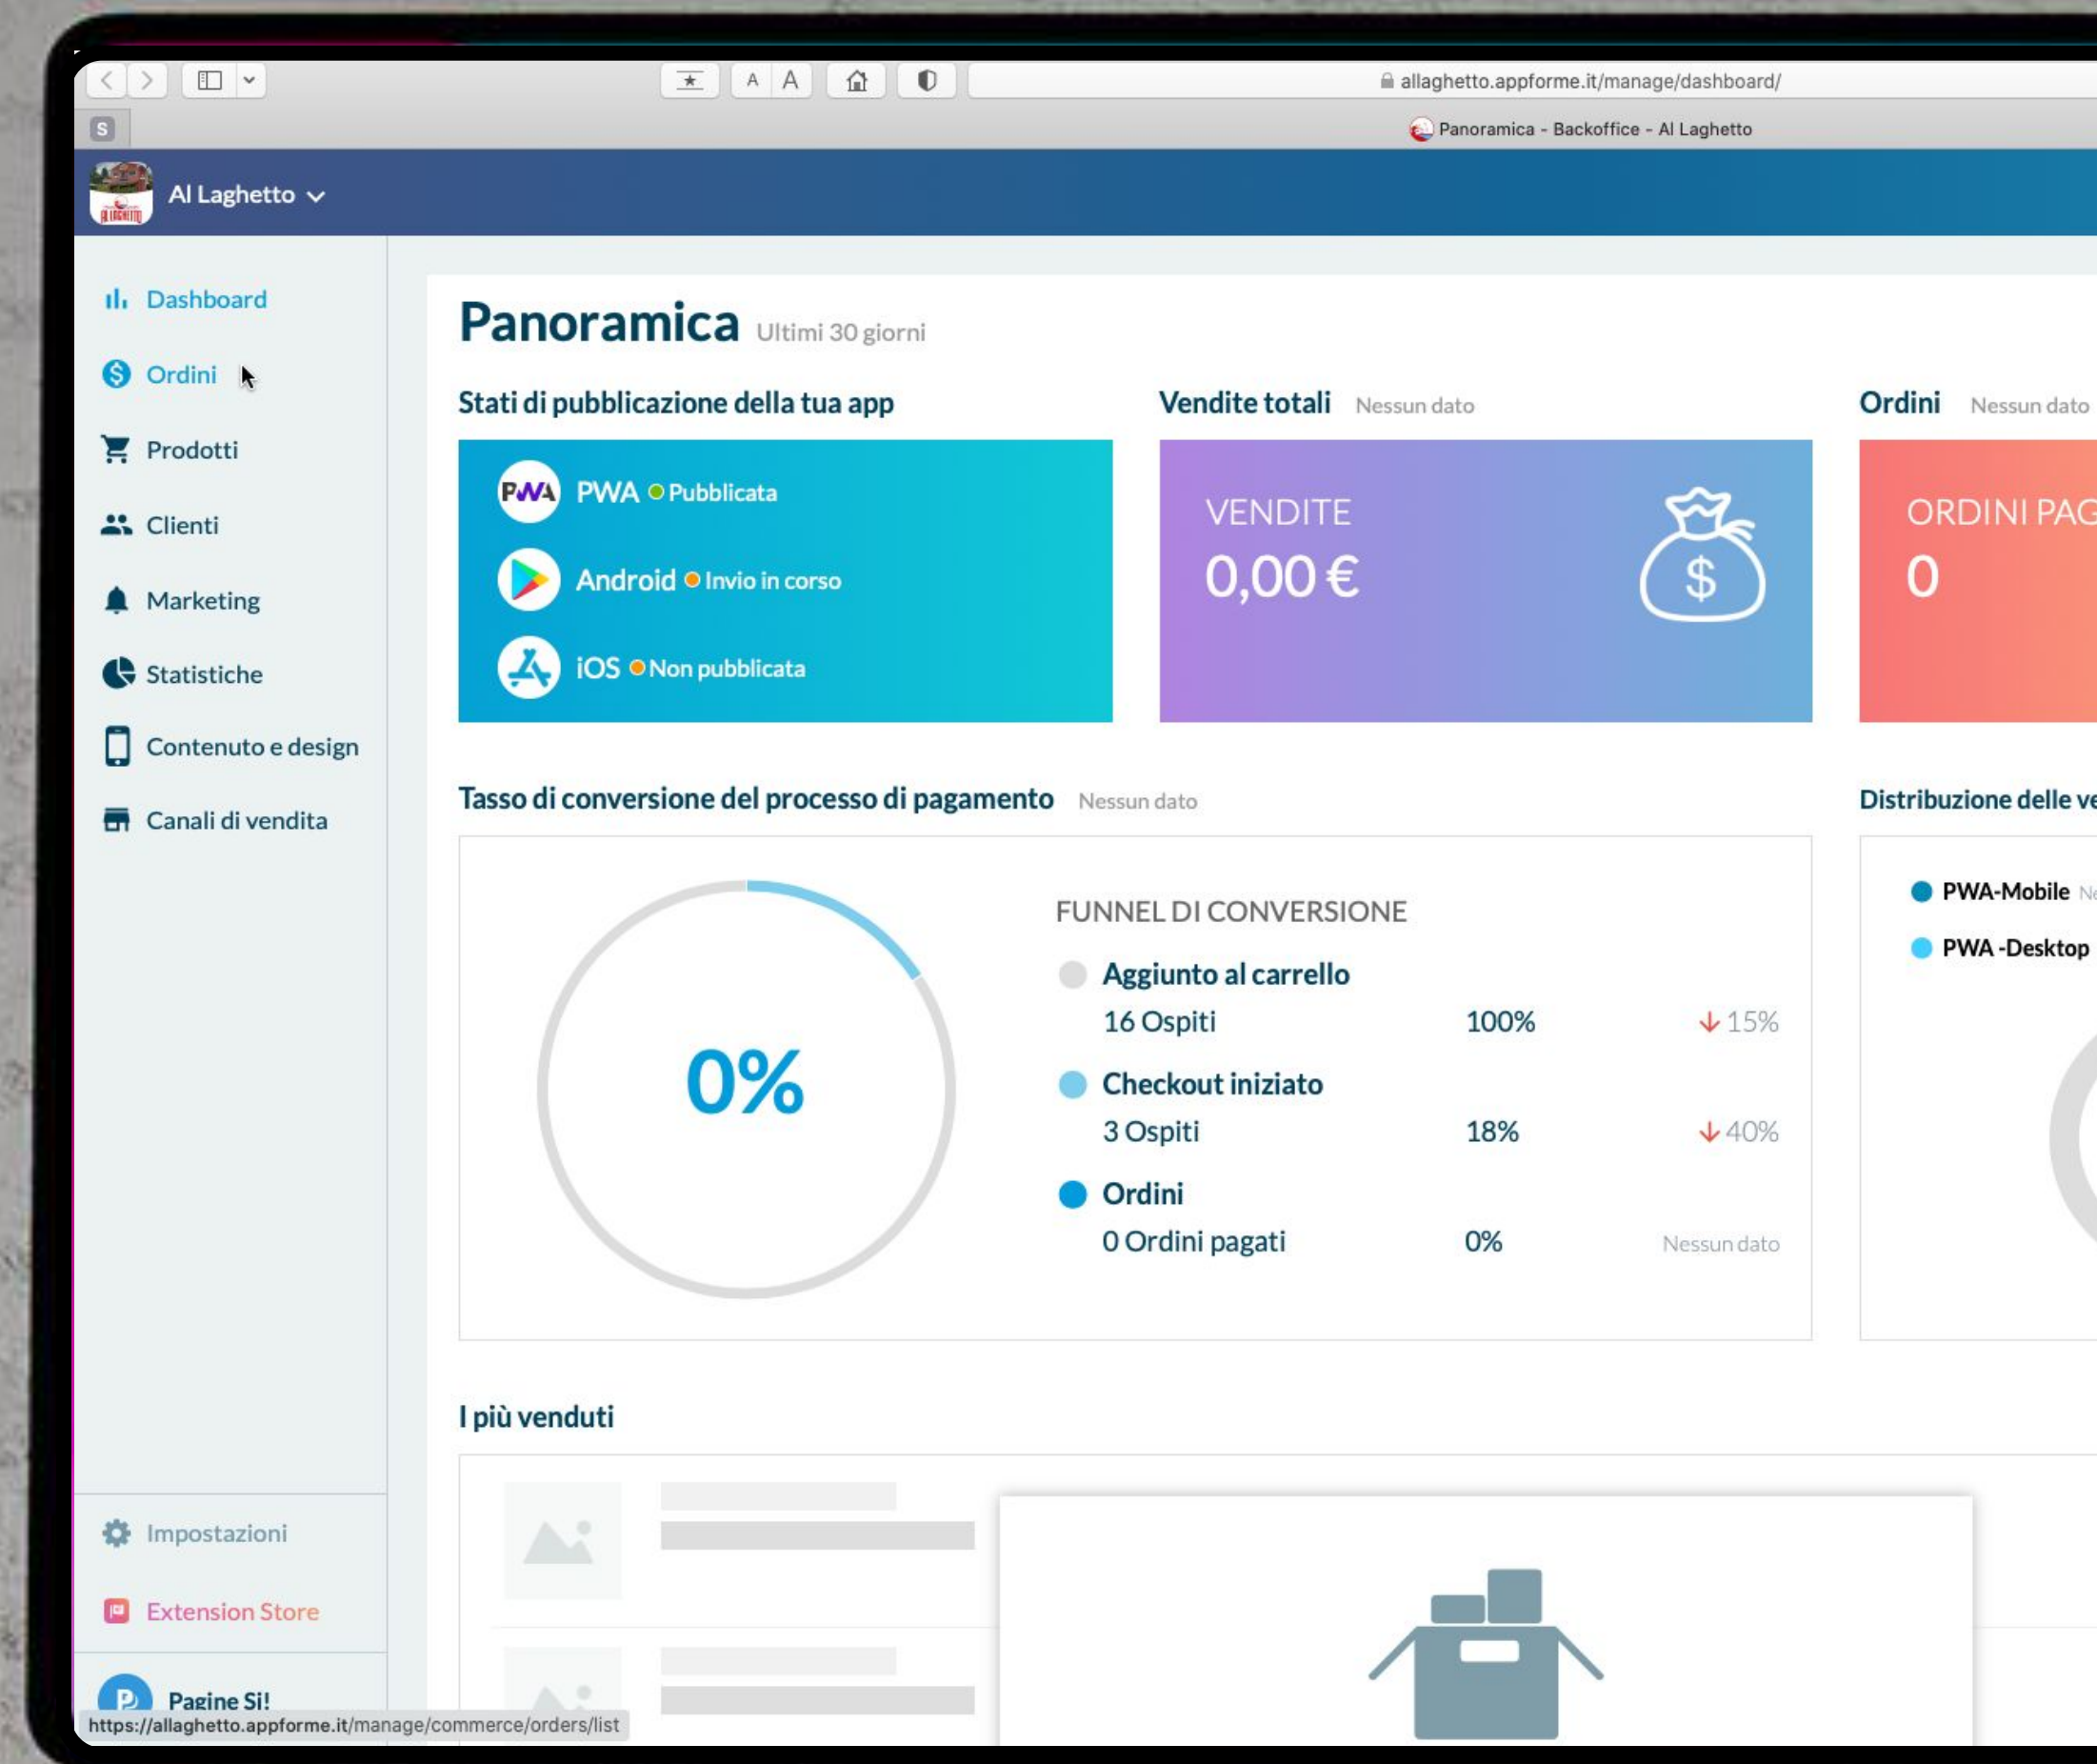 A A
allaghetto.appforme.it/manage/dashboard/
S
Panoramica - Backoffice - Al Laghetto
AL LAGHETTO
Al Laghetto
Dashboard
Ordini
Prodotti
Clienti
Marketing
Statistiche
Contenuto e design
Canali di vendita
Impostazioni
Extension Store
Pagine Si!
https://allaghetto.appforme.it/manage/commerce/orders/list
Panoramica Ultimi 30 giorni
Stati di pubblicazione della tua app
PWA PWA Pubblicata
Android Invio in corso
iOS Non pubblicata
Vendite totali Nessun dato
VENDITE
0,00 €
$
Ordini Nessun dato
ORDINI PAG
0
Tasso di conversione del processo di pagamento Nessun dato
0%
FUNNEL DI CONVERSIONE
Aggiunto al carrello
16 Ospiti 100% 15%
Checkout iniziato
3 Ospiti 18% 40%
Ordini
0 Ordini pagati 0% Nessun dato
Distribuzione delle ve
PWA-Mobile Ne
PWA -Desktop
I più venduti